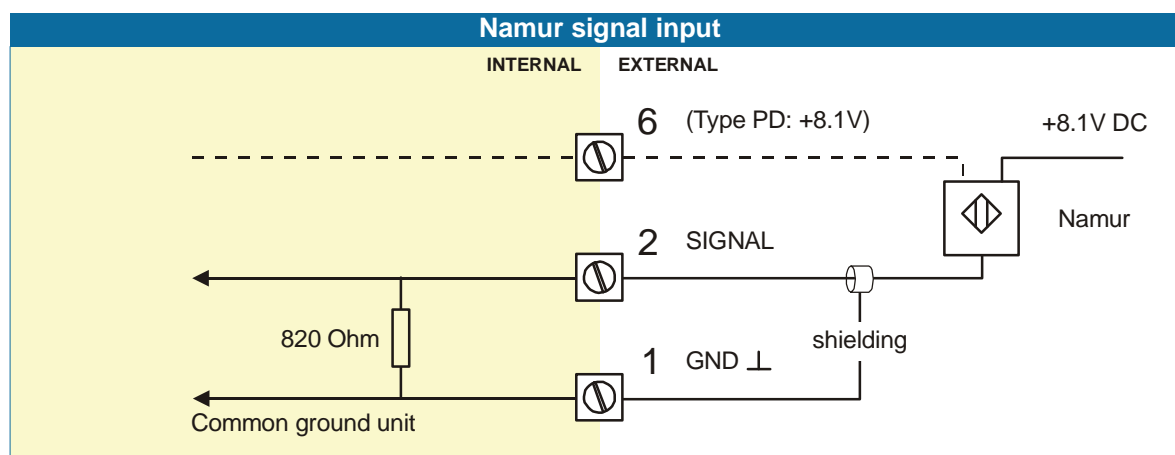 Namur signal input
INTERNAL EXTERNAL
6 (Type PD: +8.1V) +8.1V DC
Namur
2 SIGNAL
820 Ohm
shielding
1 GND
Common ground unit